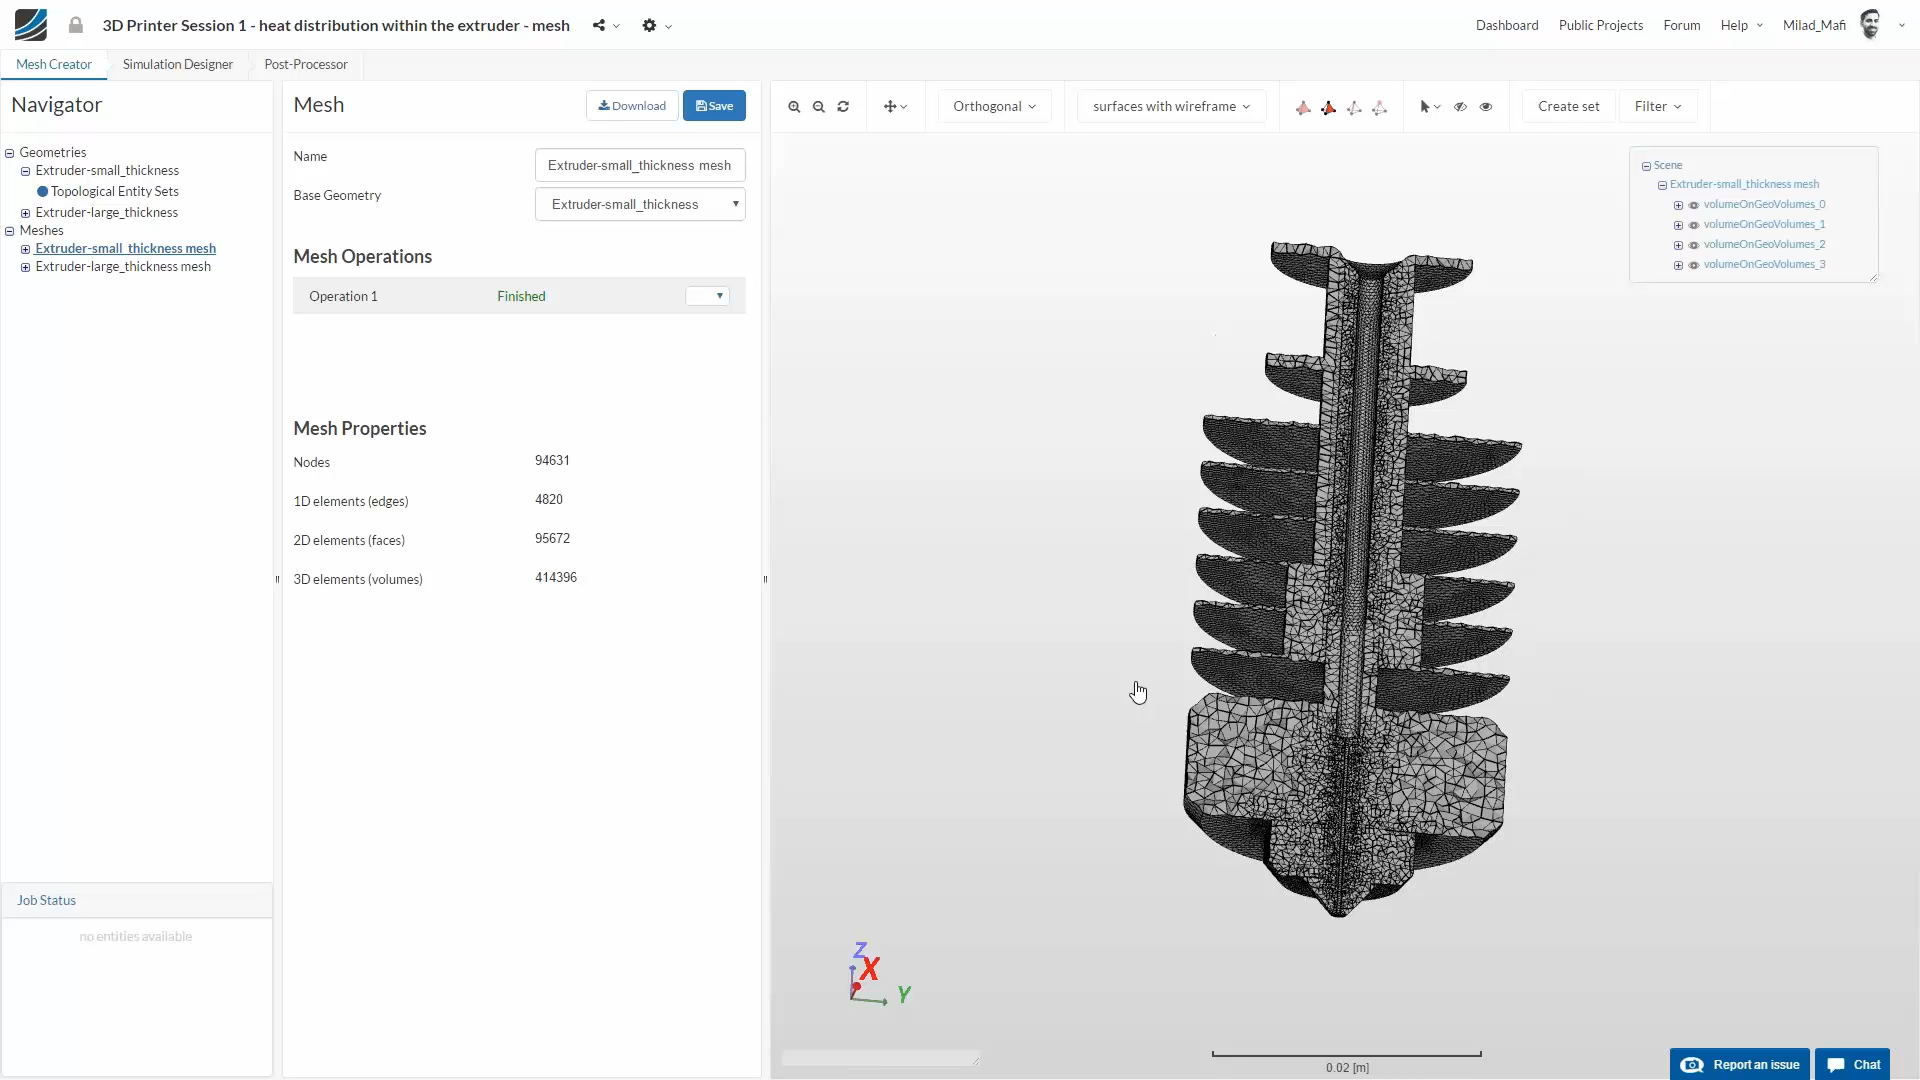 3D Printer Session 1 - heat distribution within the extruder - mesh
Dashboard
Public Projects
Forum
Help
Milad_Mafi
Mesh Creator
Simulation Designer
Post-Processor
Navigator
Geometries
Extruder-small_thickness
Topological Entity Sets
Extruder-large_thickness
Meshes
Extruder-small_thickness mesh
Extruder-large_thickness mesh
Job Status
no entities available
Mesh
Download
Save
Name
Extruder-small_thickness mesh
Base Geometry
Extruder-small_thickness
Mesh Operations
Operation 1
Finished
Mesh Properties
Nodes
94631
1D elements (edges)
4820
2D elements (faces)
95672
3D elements (volumes)
414396
Orthogonal
surfaces with wireframe
Create set
Filter
Scene
Extruder-small_thickness mesh
volumeOnGeoVolumes_0
volumeOnGeoVolumes_1
volumeOnGeoVolumes_2
volumeOnGeoVolumes_3
Z
X
Y
0.02 [m]
Report an issue
Chat